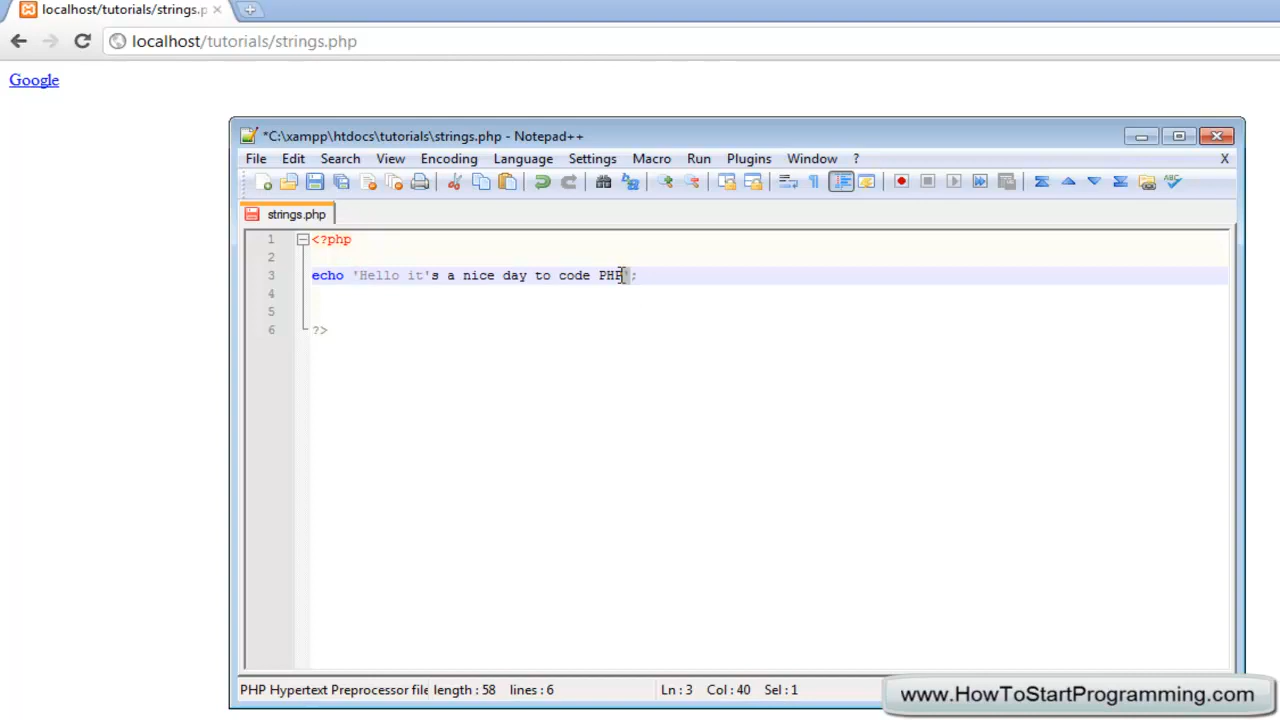 localhost/tutorials/strings.p
localhost/tutorials/strings.php
Google
*C:\xampp\htdocs\tutorials\strings.php - Notepad++
File Edit Search View Encoding Language Settings Macro Run Plugins Window ? X
strings.php
1 <?php
2
3 echo 'Hello it's a nice day to code PHP';
4
5
6 ?>
PHP Hypertext Preprocessor file length : 58 lines : 6 Ln : 3 Col : 40 Sel : 1
www.HowToStartProgramming.com